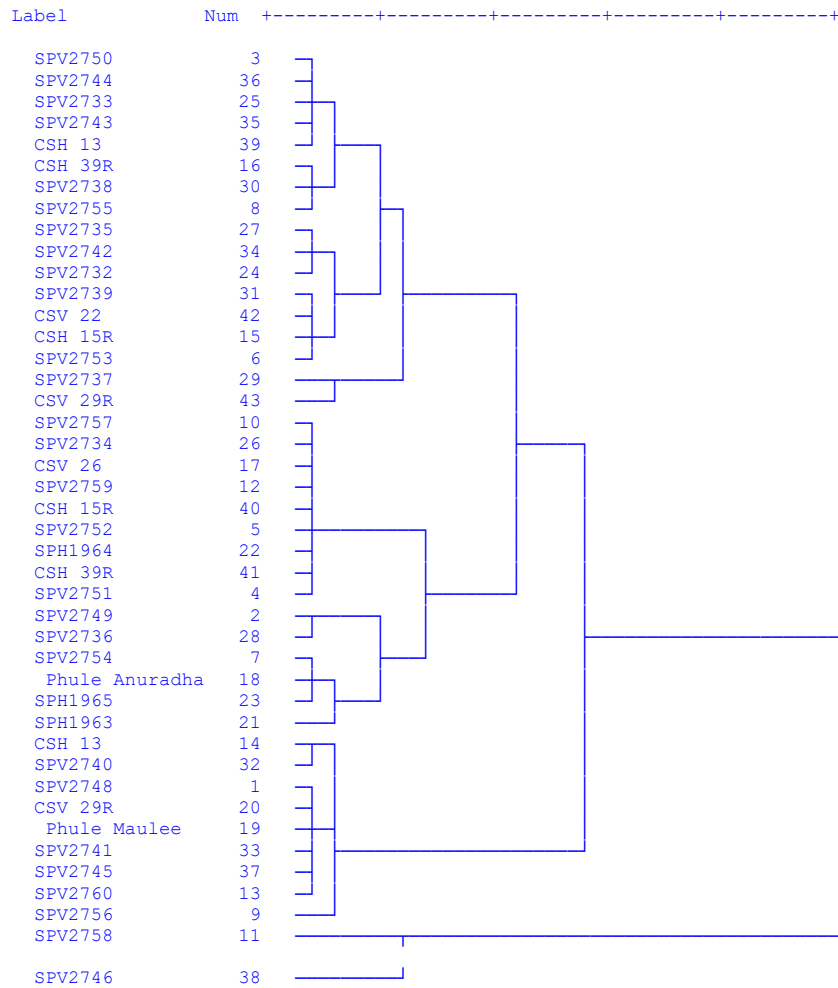 Label Num +---------+---------+---------+---------+---------+
SPV2750 3
SPV2744 36
SPV2733 25
SPV2743 35
CSH 13 39
CSH 39R 16
SPV2738 30
SPV2755 8
SPV2735 27
SPV2742 34
SPV2732 24
SPV2739 31
CSV 22 42
CSH 15R 15
SPV2753 6
SPV2737 29
CSV 29R 43
SPV2757 10
SPV2734 26
CSV 26 17
SPV2759 12
CSH 15R 40
SPV2752 5
SPH1964 22
CSH 39R 41
SPV2751 4
SPV2749 2
SPV2736 28
SPV2754 7
Phule Anuradha 18
SPH1965 23
SPH1963 21
CSH 13 14
SPV2740 32
SPV2748 1
CSV 29R 20
Phule Maulee 19
SPV2741 33
SPV2745 37
SPV2760 13
SPV2756 9
SPV2758 11
SPV2746 38